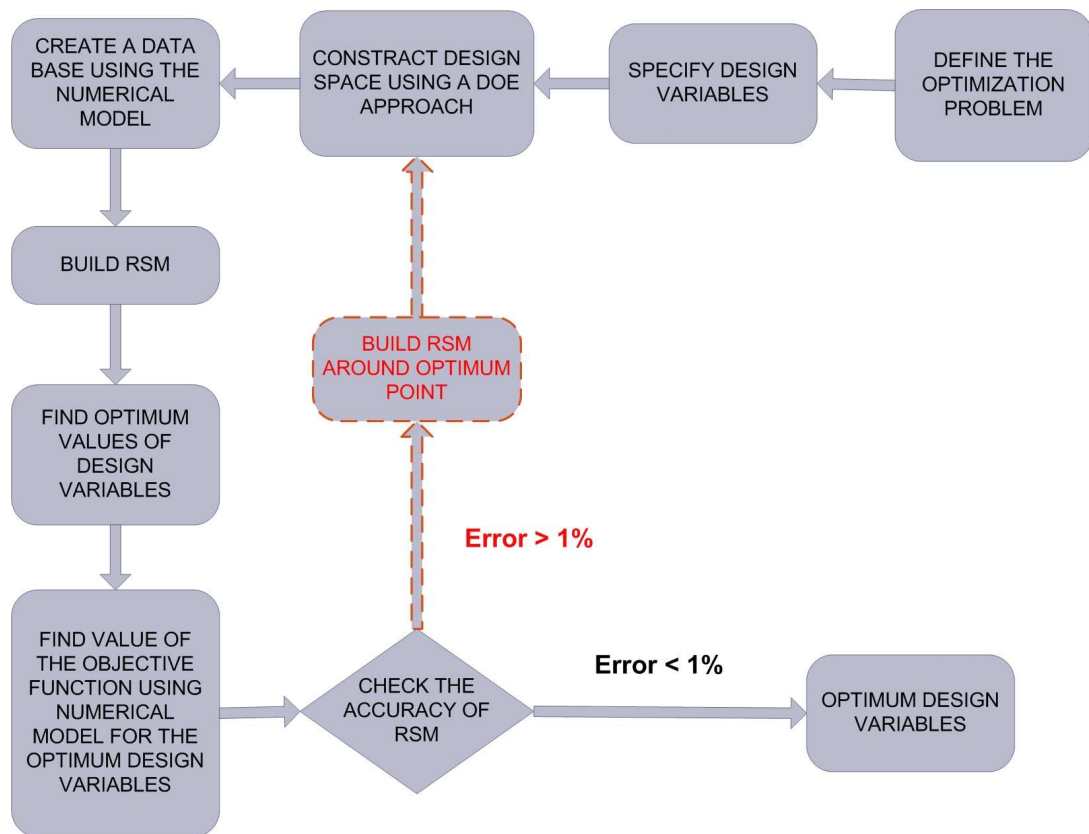 CREATE A DATA
BASE USING THE
NUMERICAL
MODEL
CONSTRACT DESIGN
SPACE USING A DOE
APPROACH
SPECIFY DESIGN
VARIABLES
DEFINE THE
OPTIMIZATION
PROBLEM
BUILD RSM
BUILD RSM
AROUND OPTIMUM
POINT
FIND OPTIMUM
VALUES OF
DESIGN
VARIABLES
Error > 1%
FIND VALUE OF
THE OBJECTIVE
FUNCTION USING
NUMERICAL
MODEL FOR THE
OPTIMUM DESIGN
VARIABLES
CHECK THE
ACCURACY OF
RSM
Error < 1%
OPTIMUM DESIGN
VARIABLES